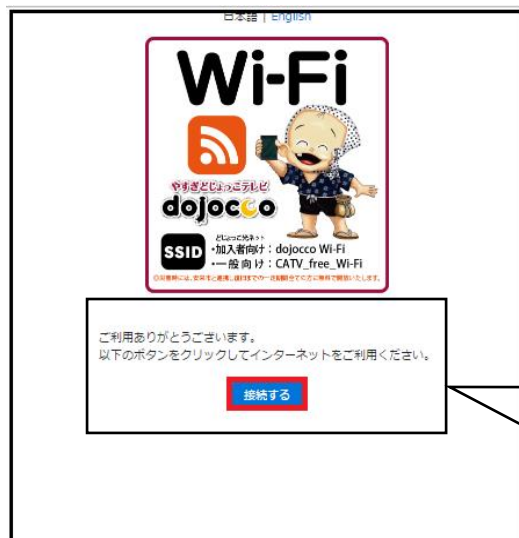 日本語 | English
Wi-Fi
やすぎどじょっこテレビ
dojocco
SSID
どじょっこ光ネット
・加入者向け：dojocco Wi-Fi
・一般向け：CATV_free_Wi-Fi
ご利用ありがとうございます。
以下のボタンをクリックしてインターネットをご利用ください。
接続する